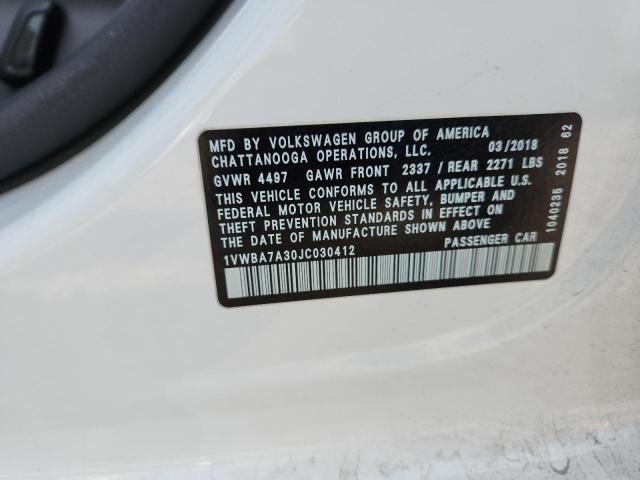 MFD BY VOLKSWAGEN GROUP OF AMERICA
CHATTANOOGA OPERATIONS, LLC. 03/2018
GVWR 4497 GAWR FRONT 2337 / REAR 2271 LBS
THIS VEHICLE CONFORMS TO ALL APPLICABLE U.S.
FEDERAL MOTOR VEHICLE SAFETY, BUMPER AND
THEFT PREVENTION STANDARDS IN EFFECT ON
THE DATE OF MANUFACTURE SHOWN ABOVE
1VWBA7A30JC030412 PASSENGER CAR
1040236 2018 62